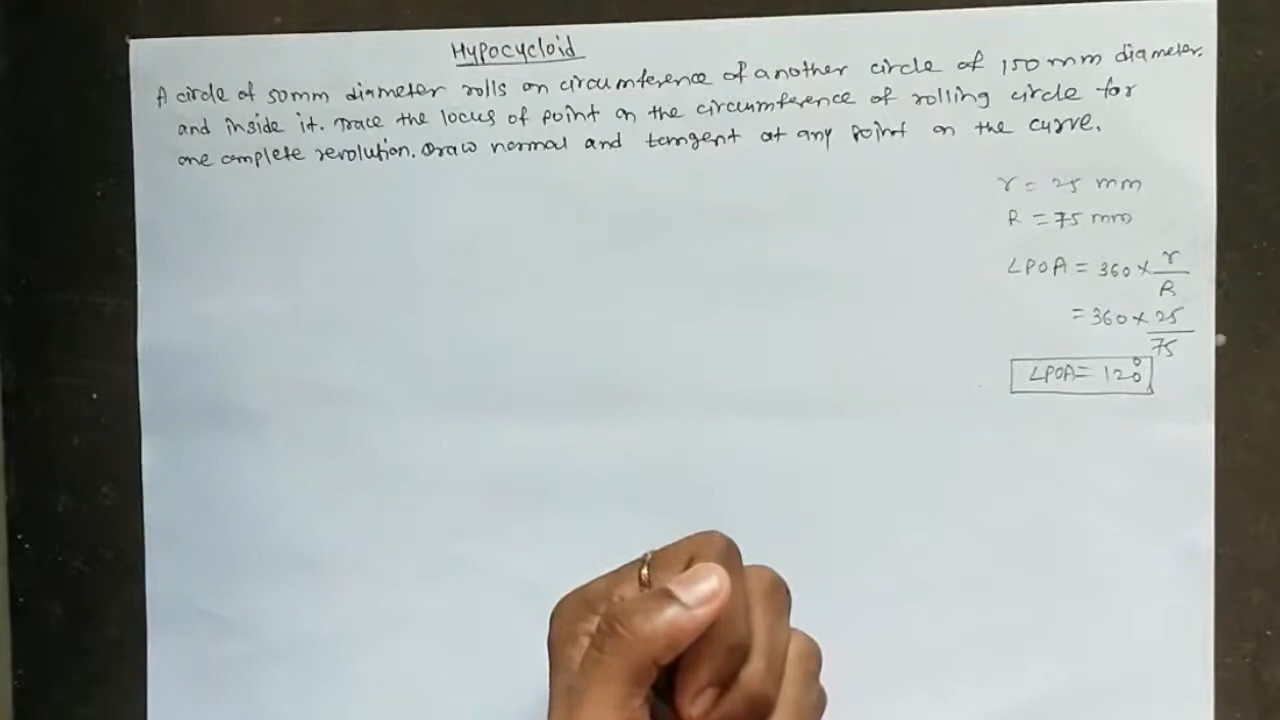 Hypocycloid
A circle of 50mm diameter rolls on circumference of another circle of 150mm diameter.
and inside it. Trace the locus of point on the circumference of rolling circle for
one complete revolution. Draw normal and tangent at any point on the curve.
r = 25 mm
R = 75 mm
∠POA = 360 × r/R
= 360 × 25/75
∠POA = 120°